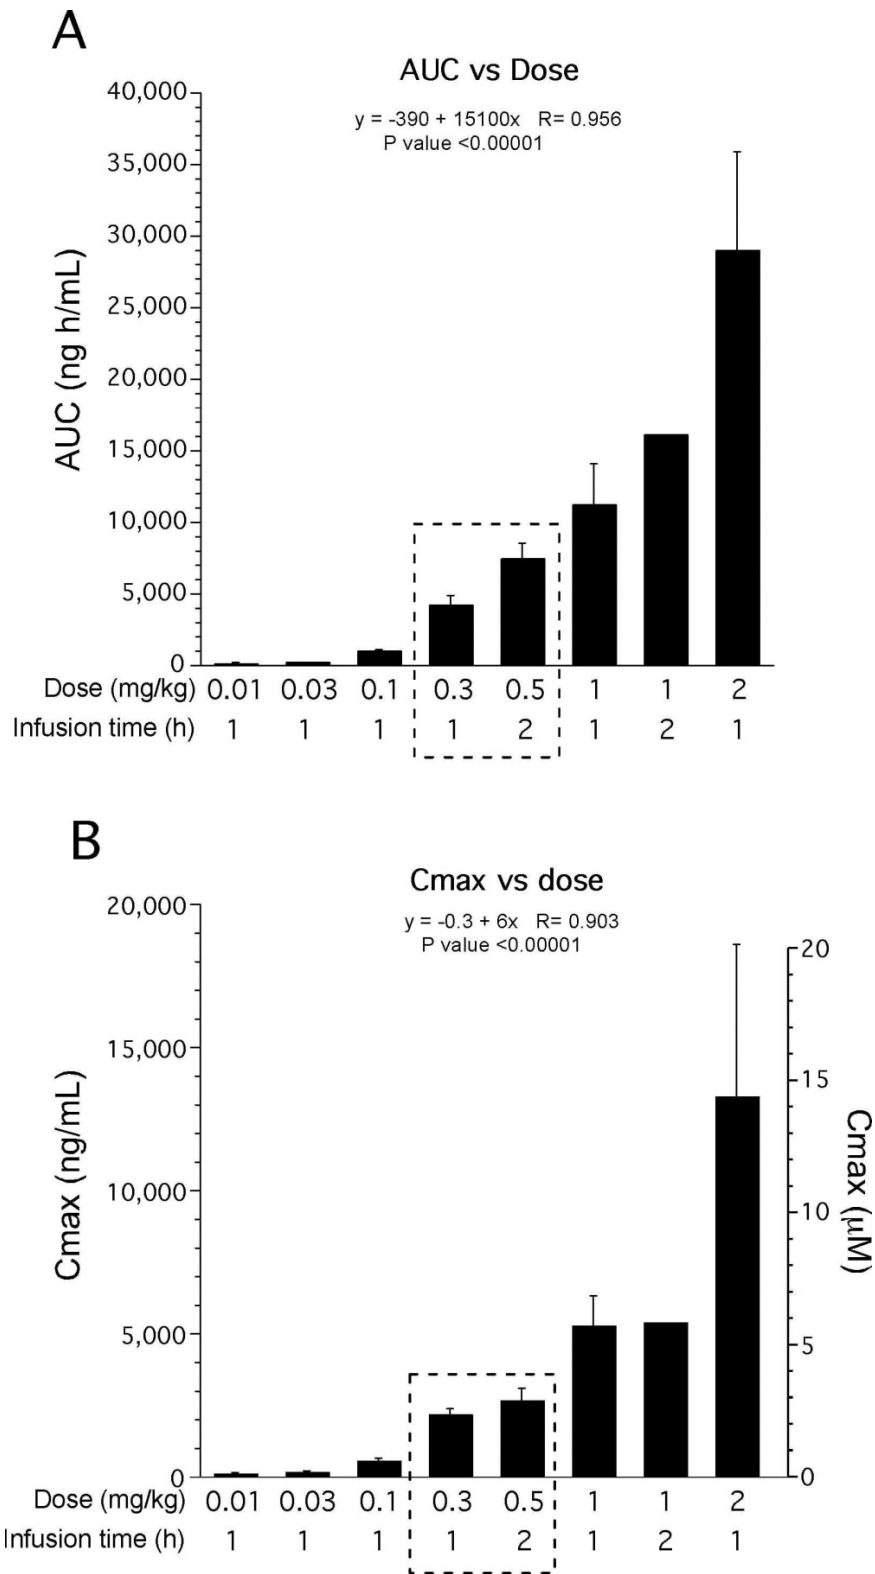 A
AUC vs Dose
y = -390 + 15100x R= 0.956
P value <0.00001
AUC (ng h/mL)
40,000
35,000
30,000
25,000
20,000
15,000
10,000
5,000
0
Dose (mg/kg) 0.01 0.03 0.1 0.3 0.5 1 1 2
Infusion time (h) 1 1 1 1 2 1 2 1
B
Cmax vs dose
y = -0.3 + 6x R= 0.903
P value <0.00001
Cmax (ng/mL)
20,000
15,000
10,000
5,000
0
20
15
10
5
0
Cmax (μM)
Dose (mg/kg) 0.01 0.03 0.1 0.3 0.5 1 1 2
Infusion time (h) 1 1 1 1 2 1 2 1